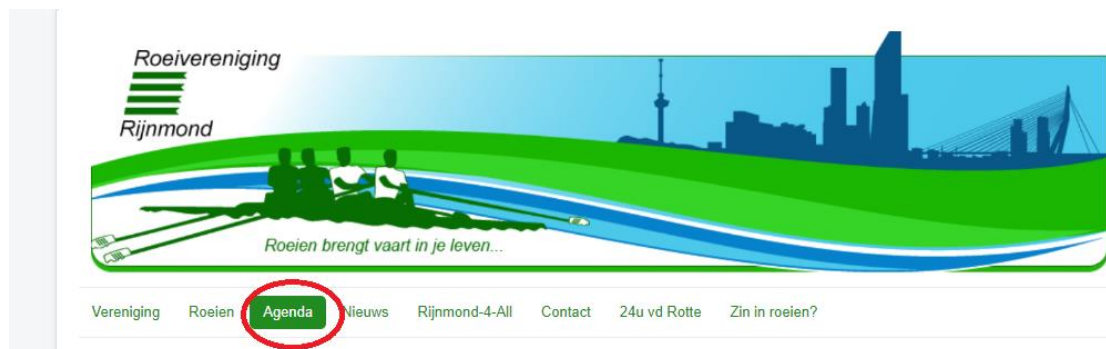 Roeivereniging
Rijnmond
Roeien brengt vaart in je leven...
Vereniging Roeien Agenda Nieuws Rijnmond-4-All Contact 24u vd Rotte Zin in roeien?